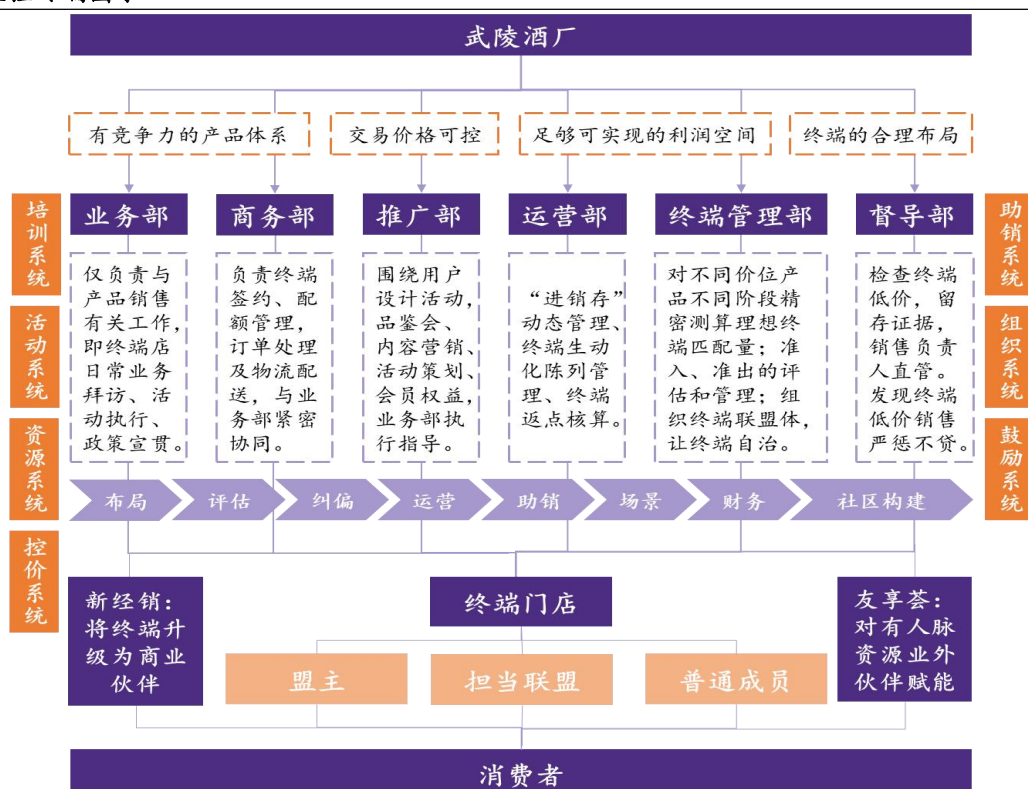 武陵酒厂
有竞争力的产品体系
交易价格可控
足够可实现的利润空间
终端的合理布局
培训系统
活动系统
资源系统
控价系统
业务部
仅负责与
产品销售
有关工作，
即终端店
日常业务
拜访、活
动执行、
政策宣贯。
商务部
负责终端
签约、配
额管理，
订单处理
及物流配
送，与业
务部紧密
协同。
推广部
围绕用户
设计活动，
品鉴会、
内容营销、
活动策划、
会员权益，
业务部执
行指导。
运营部
“进销存”
动态管理、
终端生动
化陈列管
理、终端
返点核算。
终端管理部
对不同价位产
品不同阶段精
密测算理想终
端匹配量；准
入、准出的评
估和管理；组
织终端联盟体，
让终端自治。
督导部
检查终端
低价，留
存证据，
销售负责
人直管。
发现终端
低价销售
严惩不贷。
助销系统
组织系统
鼓励系统
布局
评估
纠偏
运营
助销
场景
财务
社区构建
新经销：
将终端升
级为商业
伙伴
终端门店
盟主
担当联盟
普通成员
友享荟：
对有人脉
资源业外
伙伴赋能
消费者